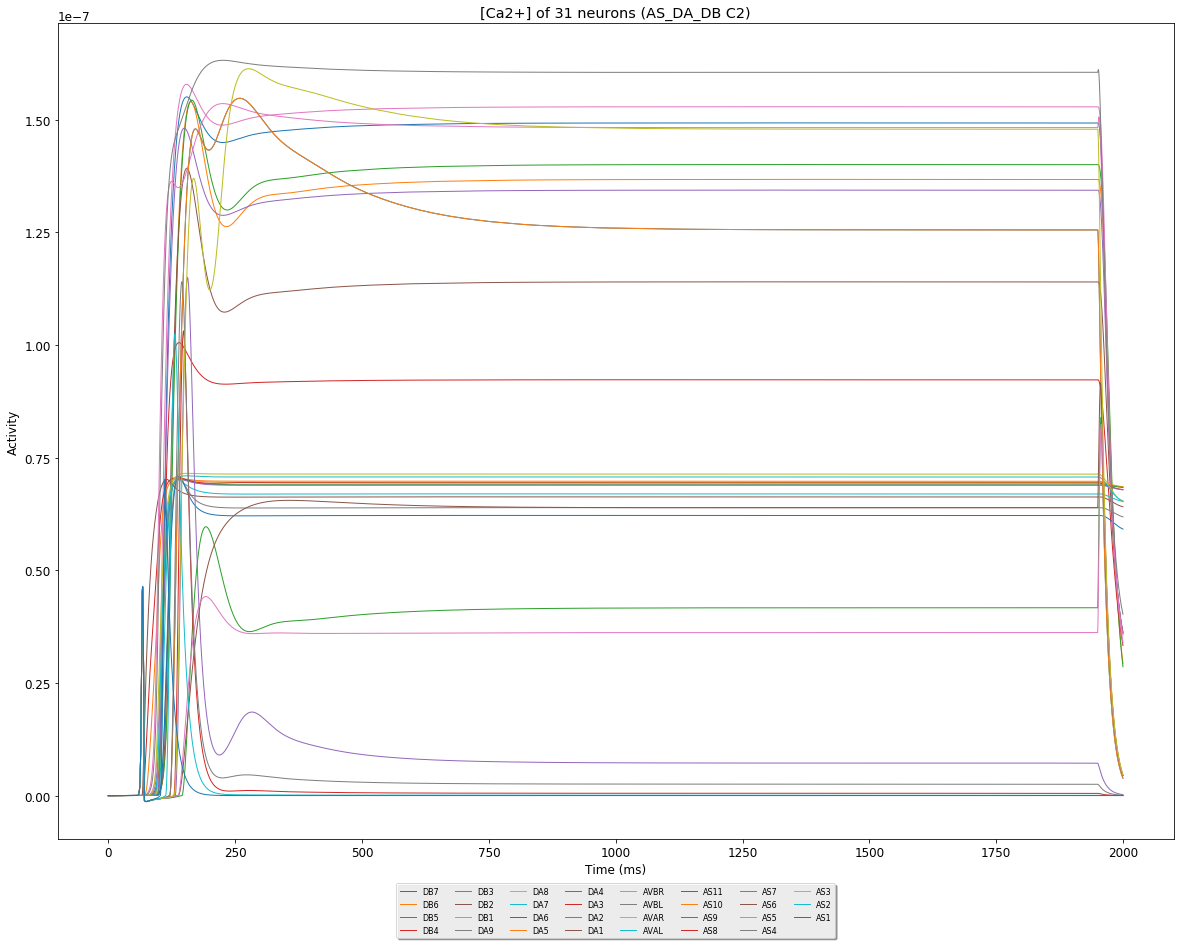 [Ca2+] of 31 neurons (AS_DA_DB C2)
1e−7
1.50
1.25
1.00
0.75
0.50
0.25
0.00
Activity
0 250 500 750 1000 1250 1500 1750 2000
Time (ms)
DB7 DB3 DA8 DA4 AVBR AS11 AS7 AS3
DB6 DB2 DA7 DA3 AVBL AS10 AS6 AS2
DB5 DB1 DA6 DA2 AVAR AS9 AS5 AS1
DB4 DA9 DA5 DA1 AVAL AS8 AS4